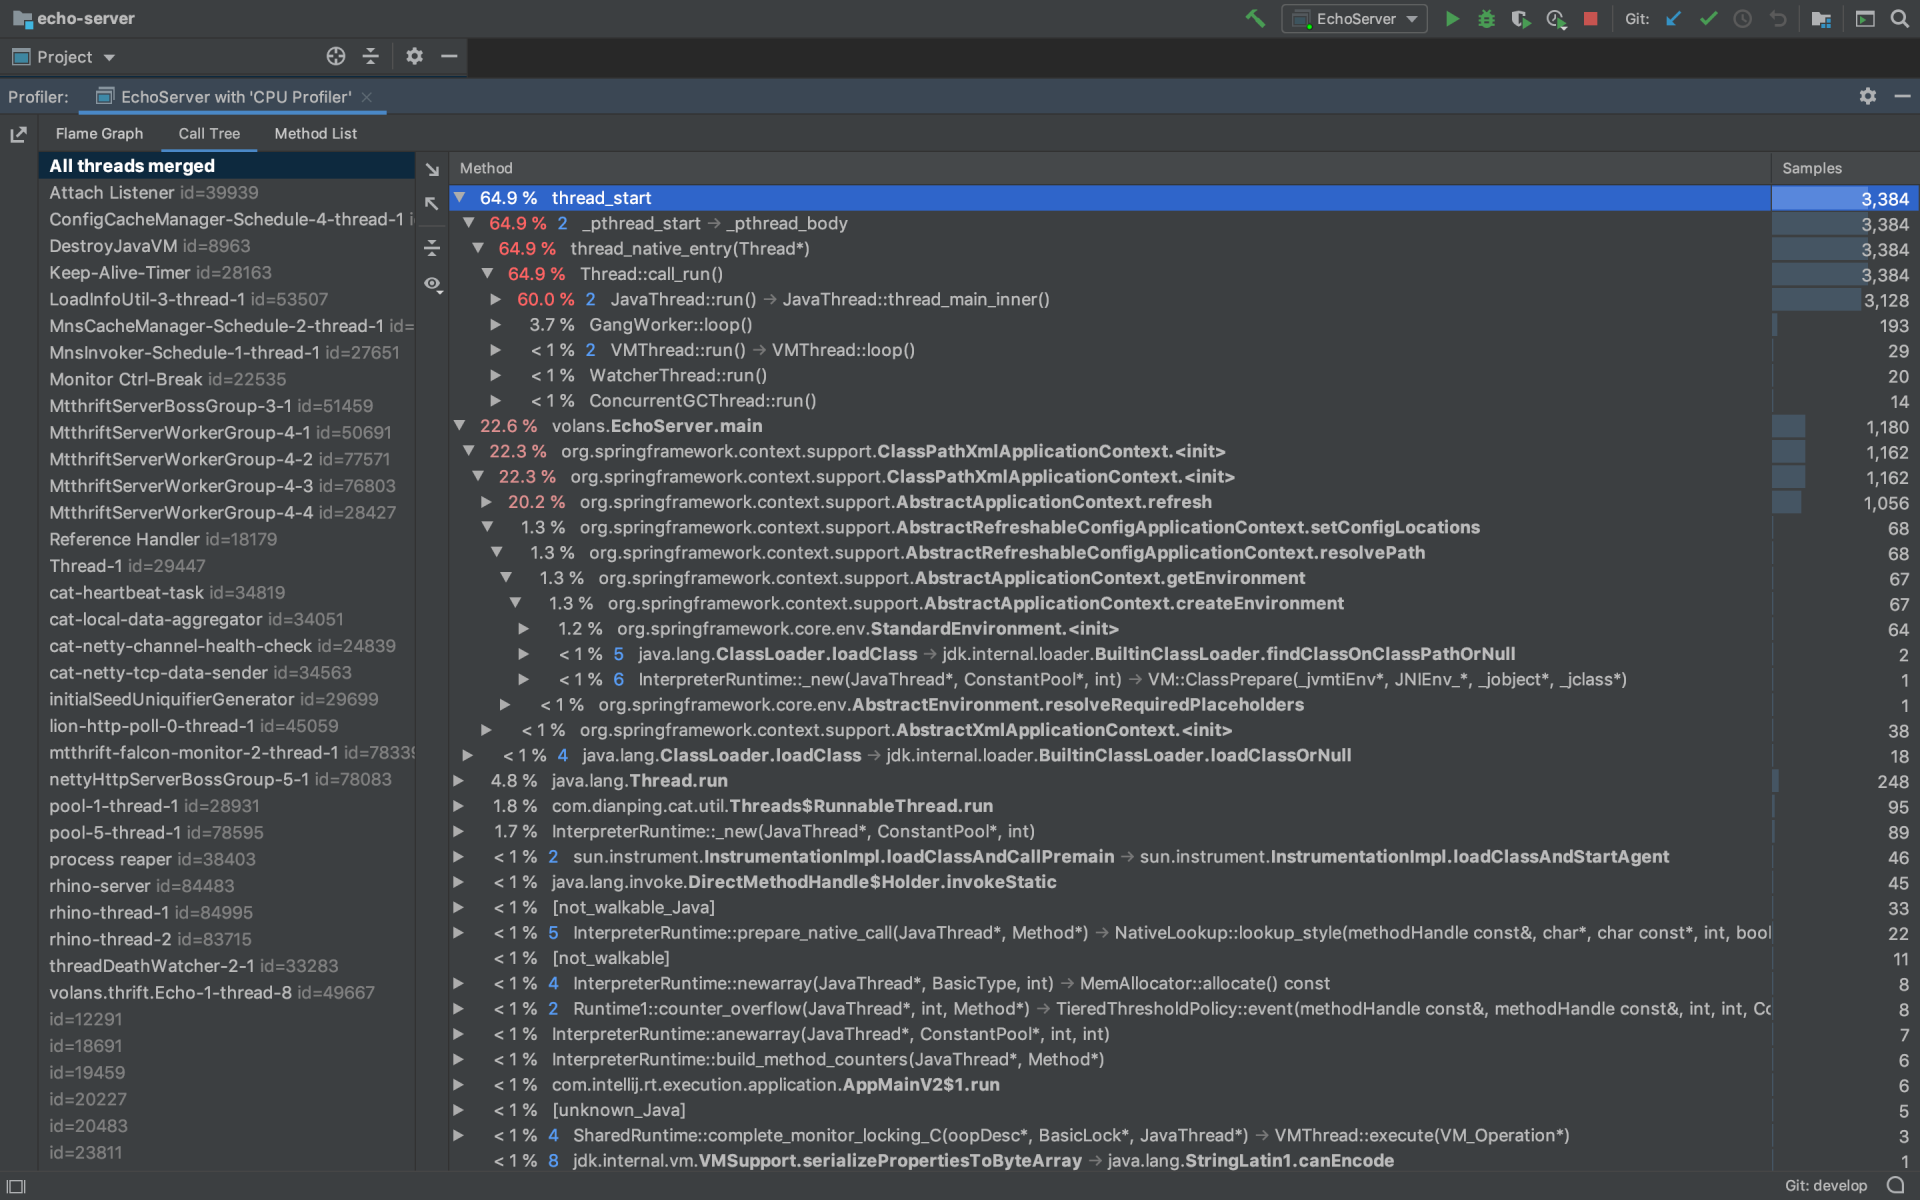 echo-server
EchoServer
Git:
Project
Profiler: EchoServer with 'CPU Profiler'
Flame Graph Call Tree Method List
All threads merged
Attach Listener id=39939
ConfigCacheManager-Schedule-4-thread-1 i
DestroyJavaVM id=8963
Keep-Alive-Timer id=28163
LoadInfoUtil-3-thread-1 id=53507
MnsCacheManager-Schedule-2-thread-1 id=
MnsInvoker-Schedule-1-thread-1 id=27651
Monitor Ctrl-Break id=22535
MtthriftServerBossGroup-3-1 id=51459
MtthriftServerWorkerGroup-4-1 id=50691
MtthriftServerWorkerGroup-4-2 id=77571
MtthriftServerWorkerGroup-4-3 id=76803
MtthriftServerWorkerGroup-4-4 id=28427
Reference Handler id=18179
Thread-1 id=29447
cat-heartbeat-task id=34819
cat-local-data-aggregator id=34051
cat-netty-channel-health-check id=24839
cat-netty-tcp-data-sender id=34563
initialSeedUniquifierGenerator id=29699
lion-http-poll-0-thread-1 id=45059
mtthrift-falcon-monitor-2-thread-1 id=78339
nettyHttpServerBossGroup-5-1 id=78083
pool-1-thread-1 id=28931
pool-5-thread-1 id=78595
process reaper id=38403
rhino-server id=84483
rhino-thread-1 id=84995
rhino-thread-2 id=83715
threadDeathWatcher-2-1 id=33283
volans.thrift.Echo-1-thread-8 id=49667
id=12291
id=18691
id=19459
id=20227
id=20483
id=23811
Method Samples
64.9 % thread_start 3,384
64.9 % 2 _pthread_start → _pthread_body 3,384
64.9 % thread_native_entry(Thread*) 3,384
64.9 % Thread::call_run() 3,384
60.0 % 2 JavaThread::run() → JavaThread::thread_main_inner() 3,128
3.7 % GangWorker::loop() 193
< 1 % 2 VMThread::run() → VMThread::loop() 29
< 1 % WatcherThread::run() 20
< 1 % ConcurrentGCThread::run() 14
22.6 % volans.EchoServer.main 1,180
22.3 % org.springframework.context.support.ClassPathXmlApplicationContext.<init> 1,162
22.3 % org.springframework.context.support.ClassPathXmlApplicationContext.<init> 1,162
20.2 % org.springframework.context.support.AbstractApplicationContext.refresh 1,056
1.3 % org.springframework.context.support.AbstractRefreshableConfigApplicationContext.setConfigLocations 68
1.3 % org.springframework.context.support.AbstractRefreshableConfigApplicationContext.resolvePath 68
1.3 % org.springframework.context.support.AbstractApplicationContext.getEnvironment 67
1.3 % org.springframework.context.support.AbstractApplicationContext.createEnvironment 67
1.2 % org.springframework.core.env.StandardEnvironment.<init> 64
< 1 % 5 java.lang.ClassLoader.loadClass → jdk.internal.loader.BuiltinClassLoader.findClassOnClassPathOrNull 2
< 1 % 6 InterpreterRuntime::_new(JavaThread*, ConstantPool*, int) → VM::ClassPrepare(_jvmtiEnv*, JNIEnv_*, _jobject*, _jclass*) 1
< 1 % org.springframework.core.env.AbstractEnvironment.resolveRequiredPlaceholders 1
< 1 % org.springframework.context.support.AbstractXmlApplicationContext.<init> 38
< 1 % 4 java.lang.ClassLoader.loadClass → jdk.internal.loader.BuiltinClassLoader.loadClassOrNull 18
4.8 % java.lang.Thread.run 248
1.8 % com.dianping.cat.util.Threads$RunnableThread.run 95
1.7 % InterpreterRuntime::_new(JavaThread*, ConstantPool*, int) 89
< 1 % 2 sun.instrument.InstrumentationImpl.loadClassAndCallPremain → sun.instrument.InstrumentationImpl.loadClassAndStartAgent 46
< 1 % java.lang.invoke.DirectMethodHandle$Holder.invokeStatic 45
< 1 % [not_walkable_Java] 33
< 1 % 5 InterpreterRuntime::prepare_native_call(JavaThread*, Method*) → NativeLookup::lookup_style(methodHandle const&, char*, char const*, int, bool 22
< 1 % [not_walkable] 11
< 1 % 4 InterpreterRuntime::newarray(JavaThread*, BasicType, int) → MemAllocator::allocate() const 8
< 1 % 2 Runtime1::counter_overflow(JavaThread*, int, Method*) → TieredThresholdPolicy::event(methodHandle const&, methodHandle const&, int, int, Co 8
< 1 % InterpreterRuntime::anewarray(JavaThread*, ConstantPool*, int, int) 7
< 1 % InterpreterRuntime::build_method_counters(JavaThread*, Method*) 6
< 1 % com.intellij.rt.execution.application.AppMainV2$1.run 6
< 1 % [unknown_Java] 5
< 1 % 4 SharedRuntime::complete_monitor_locking_C(oopDesc*, BasicLock*, JavaThread*) → VMThread::execute(VM_Operation*) 3
< 1 % 8 jdk.internal.vm.VMSupport.serializePropertiesToByteArray → java.lang.StringLatin1.canEncode 1
Git: develop